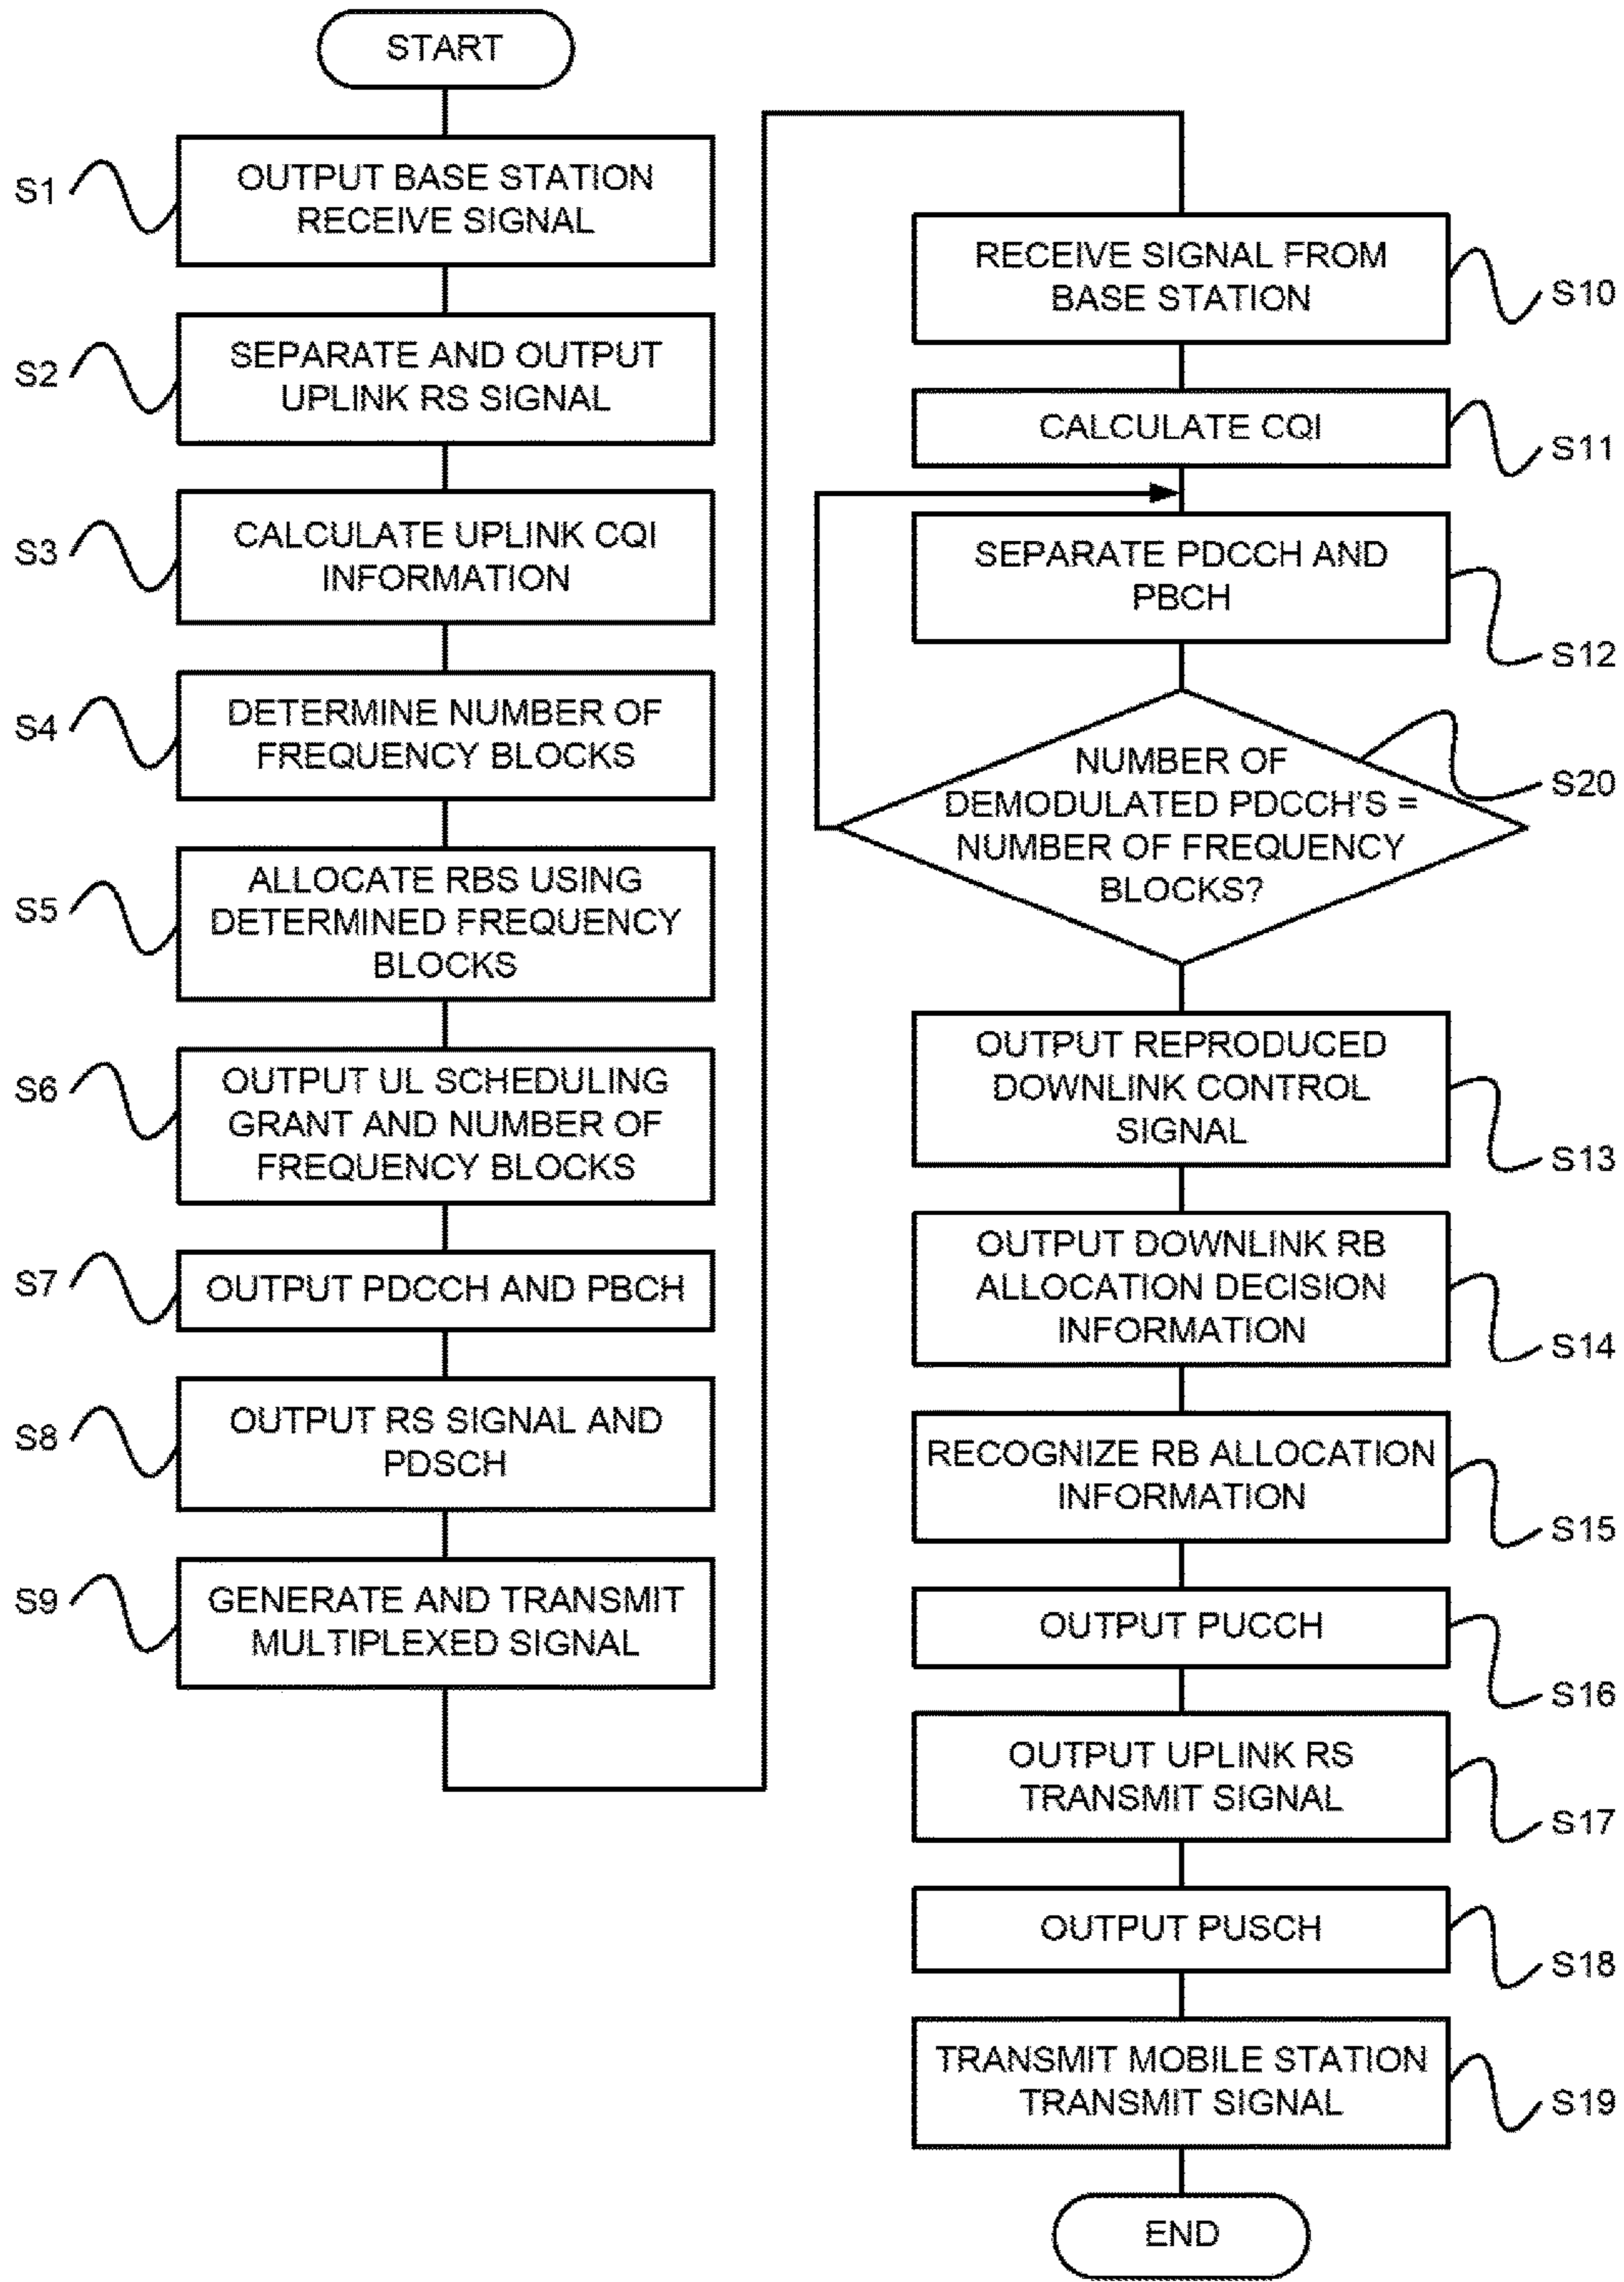 START
S1
OUTPUT BASE STATION
RECEIVE SIGNAL
S2
SEPARATE AND OUTPUT
UPLINK RS SIGNAL
S3
CALCULATE UPLINK CQI
INFORMATION
S4
DETERMINE NUMBER OF
FREQUENCY BLOCKS
S5
ALLOCATE RBS USING
DETERMINED FREQUENCY
BLOCKS
S6
OUTPUT UL SCHEDULING
GRANT AND NUMBER OF
FREQUENCY BLOCKS
S7
OUTPUT PDCCH AND PBCH
S8
OUTPUT RS SIGNAL AND
PDSCH
S9
GENERATE AND TRANSMIT
MULTIPLEXED SIGNAL
RECEIVE SIGNAL FROM
BASE STATION
S10
CALCULATE CQI
S11
SEPARATE PDCCH AND
PBCH
S12
NUMBER OF
DEMODULATED PDCCH'S =
NUMBER OF FREQUENCY
BLOCKS?
S20
OUTPUT REPRODUCED
DOWNLINK CONTROL
SIGNAL
S13
OUTPUT DOWNLINK RB
ALLOCATION DECISION
INFORMATION
S14
RECOGNIZE RB ALLOCATION
INFORMATION
S15
OUTPUT PUCCH
S16
OUTPUT UPLINK RS
TRANSMIT SIGNAL
S17
OUTPUT PUSCH
S18
TRANSMIT MOBILE STATION
TRANSMIT SIGNAL
S19
END